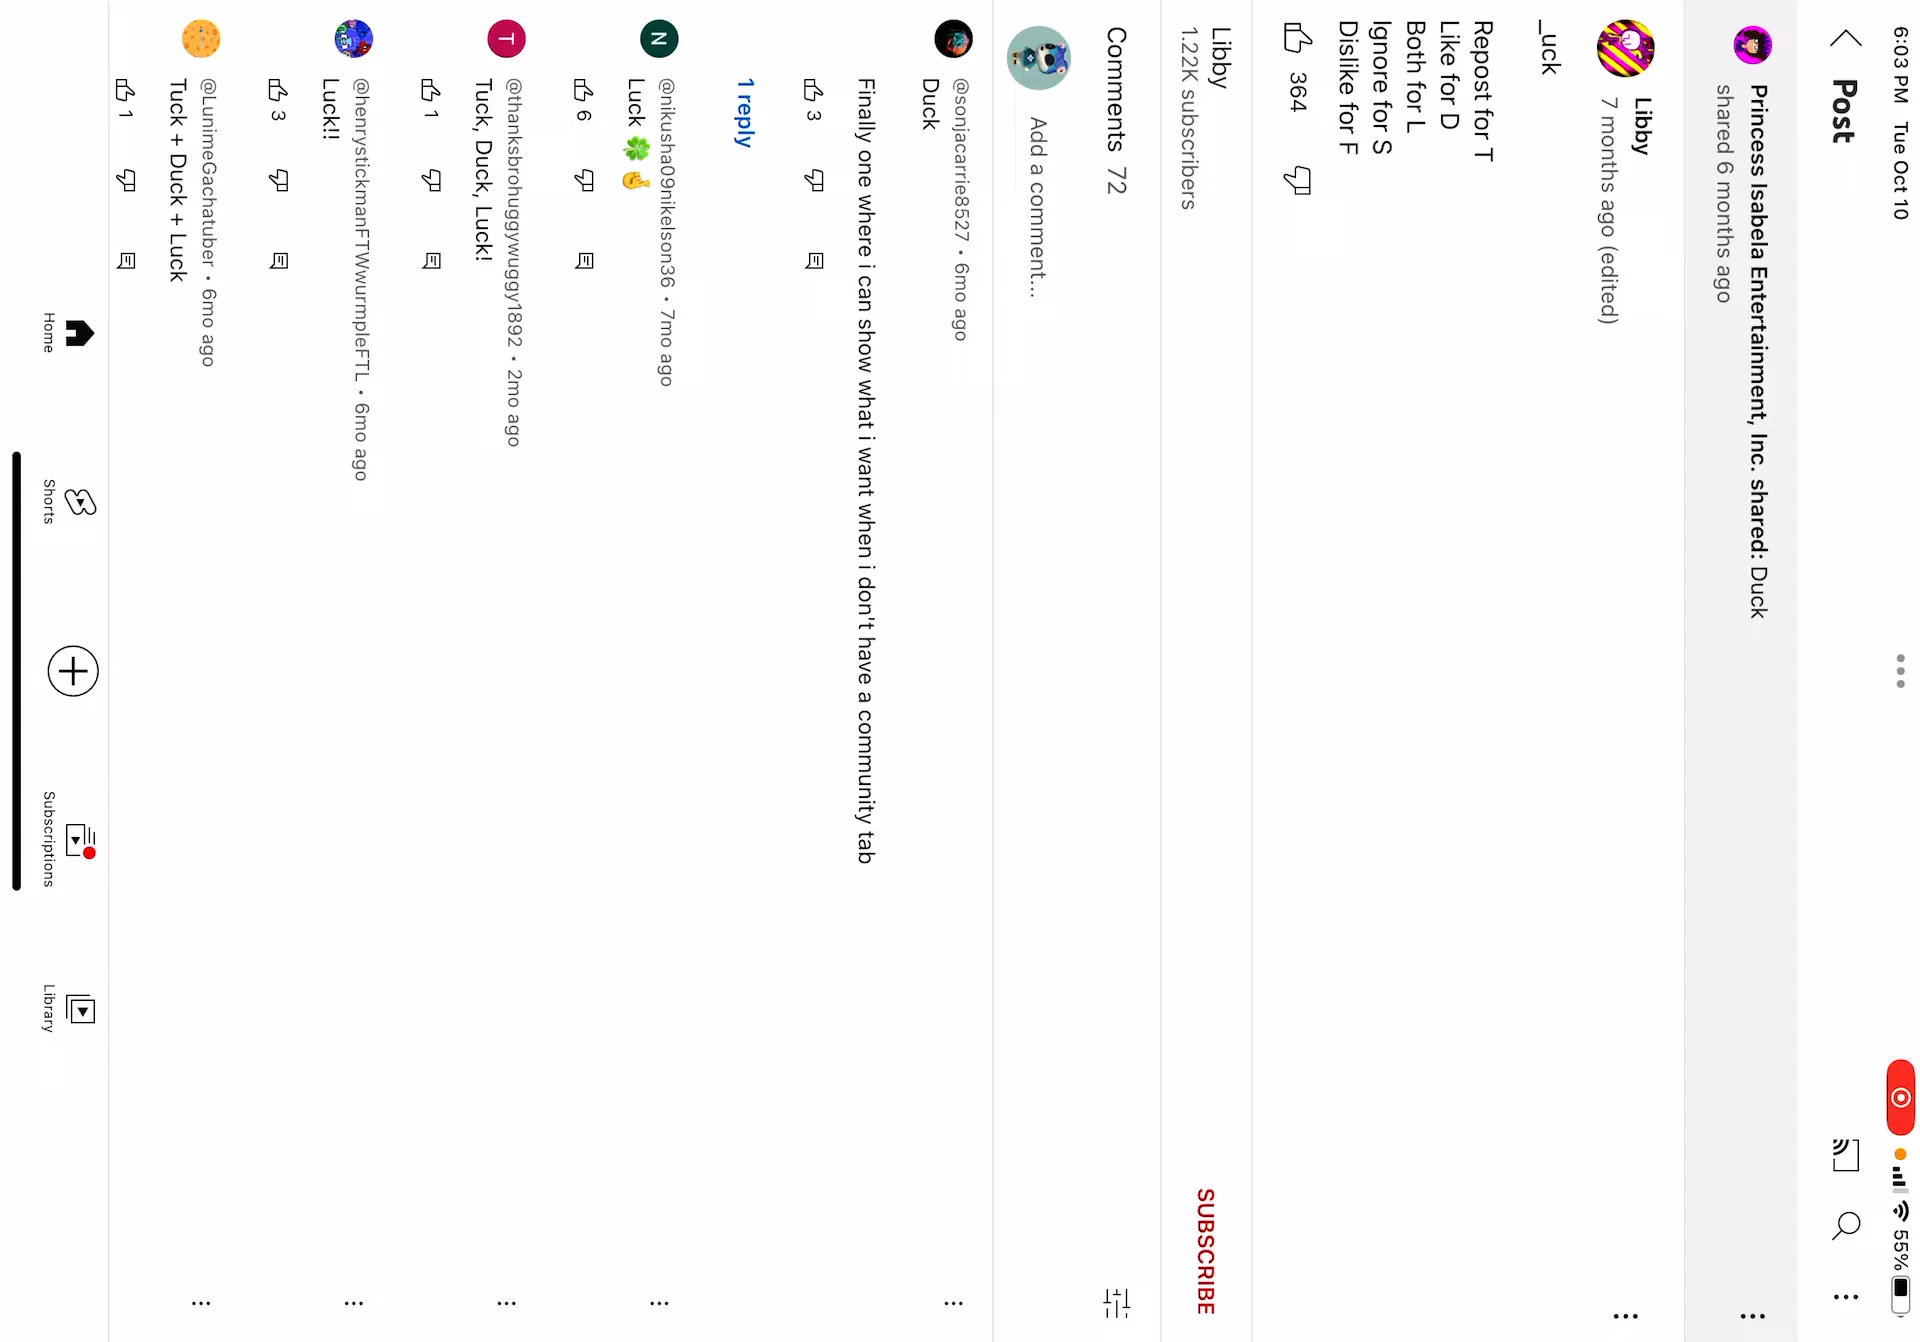 6:03 PM Tue Oct 10
55%
Post
Princess Isabela Entertainment, Inc. shared: Duck
shared 6 months ago
Libby
7 months ago (edited)
_uck
Repost for T
Like for D
Both for L
Ignore for S
Dislike for F
364
Libby
1.22K subscribers
SUBSCRIBE
Comments 72
Add a comment...
@sonjacarrie8527 • 6mo ago
Duck
Finally one where i can show what i want when i don't have a community tab
3
1 reply
N
@nikusha09nikelson36 • 7mo ago
Luck 🍀🤞
6
T
@thanksbrohuggywuggy1892 • 2mo ago
Tuck, Duck, Luck!
1
@henrystickmanFTWwurmpleFTL • 6mo ago
Luck!!
3
@LunimeGachatuber • 6mo ago
Tuck + Duck + Luck
1
Home
Shorts
Subscriptions
Library